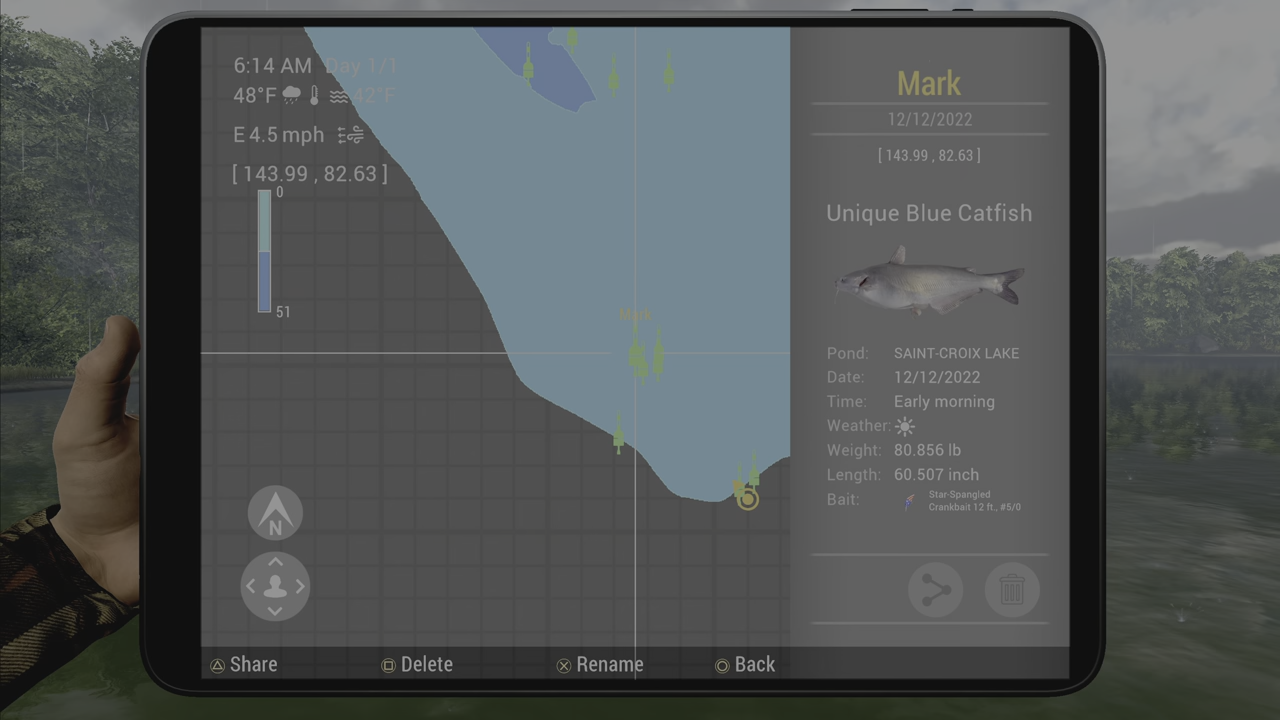 6:14 AM Day 1/1
48°F 42°F
E 4.5 mph
[ 143.99 , 82.63 ]
0
51
Mark
N
Mark
12/12/2022
[ 143.99 , 82.63 ]
Unique Blue Catfish
Pond: SAINT-CROIX LAKE
Date: 12/12/2022
Time: Early morning
Weather:
Weight: 80.856 lb
Length: 60.507 inch
Bait: Star-Spangled
Crankbait 12 ft., #5/0
Share Delete Rename Back